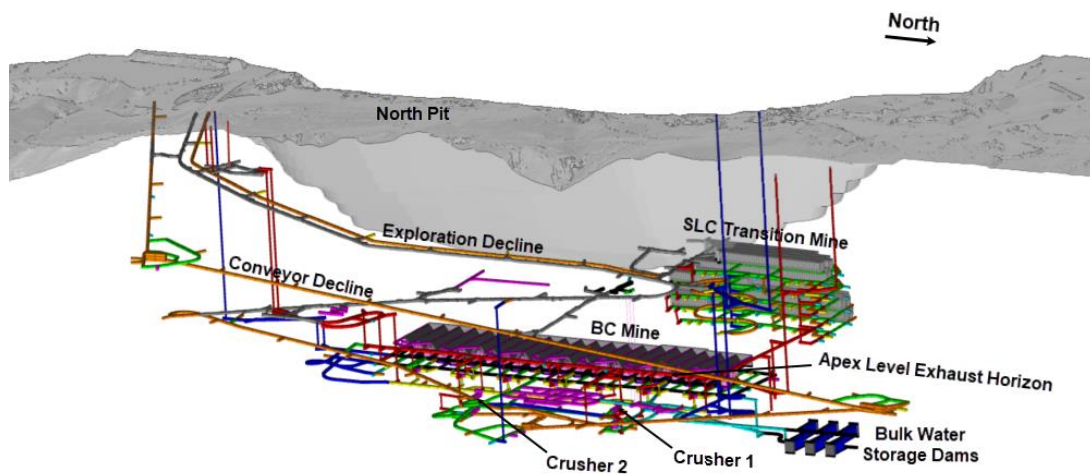 North
North Pit
SLC Transition Mine
Exploration Decline
Conveyor Decline
BC Mine
Apex Level Exhaust Horizon
Bulk Water
Storage Dams
Crusher 1
Crusher 2